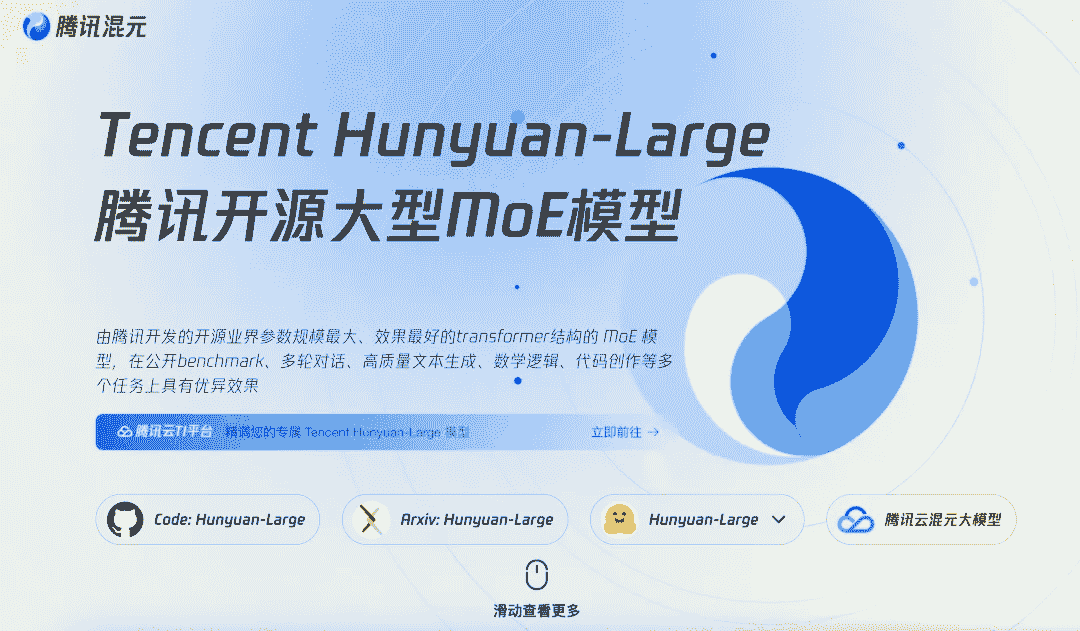 腾讯混元
Tencent Hunyuan-Large
腾讯开源大型MoE模型
由腾讯开发的开源业界参数规模最大、效果最好的transformer结构的 MoE 模
型，在公开benchmark、多轮对话、高质量文本生成、数学逻辑、代码创作等多
个任务上具有优异效果
腾讯云TI平台 精调您的专属 Tencent Hunyuan-Large 模型 立即前往 →
Code: Hunyuan-Large Arxiv: Hunyuan-Large Hunyuan-Large 腾讯云混元大模型
滑动查看更多